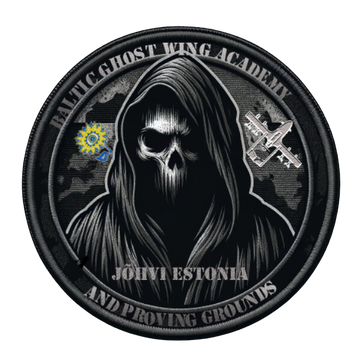 BALTIC GHOST WING ACADEMY
JÕHVI ESTONIA
AND PROVING GROUNDS